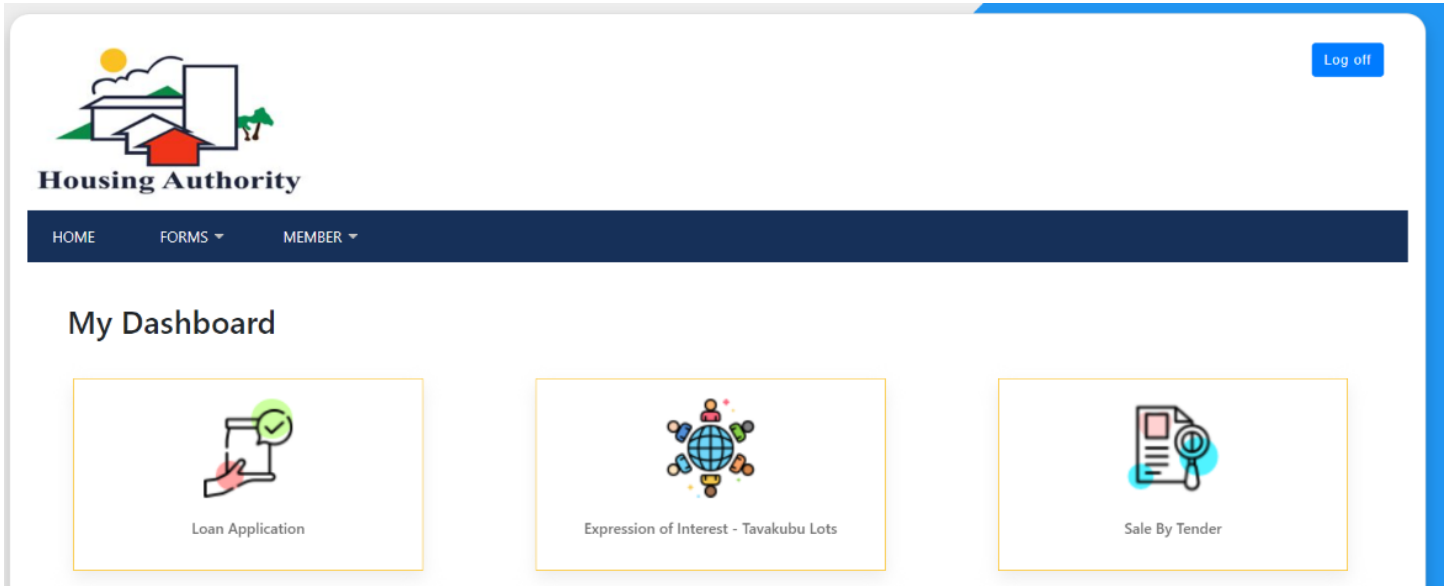 Log off
Housing Authority
HOME FORMS MEMBER
My Dashboard
Loan Application
Expression of Interest - Tavakubu Lots
Sale By Tender